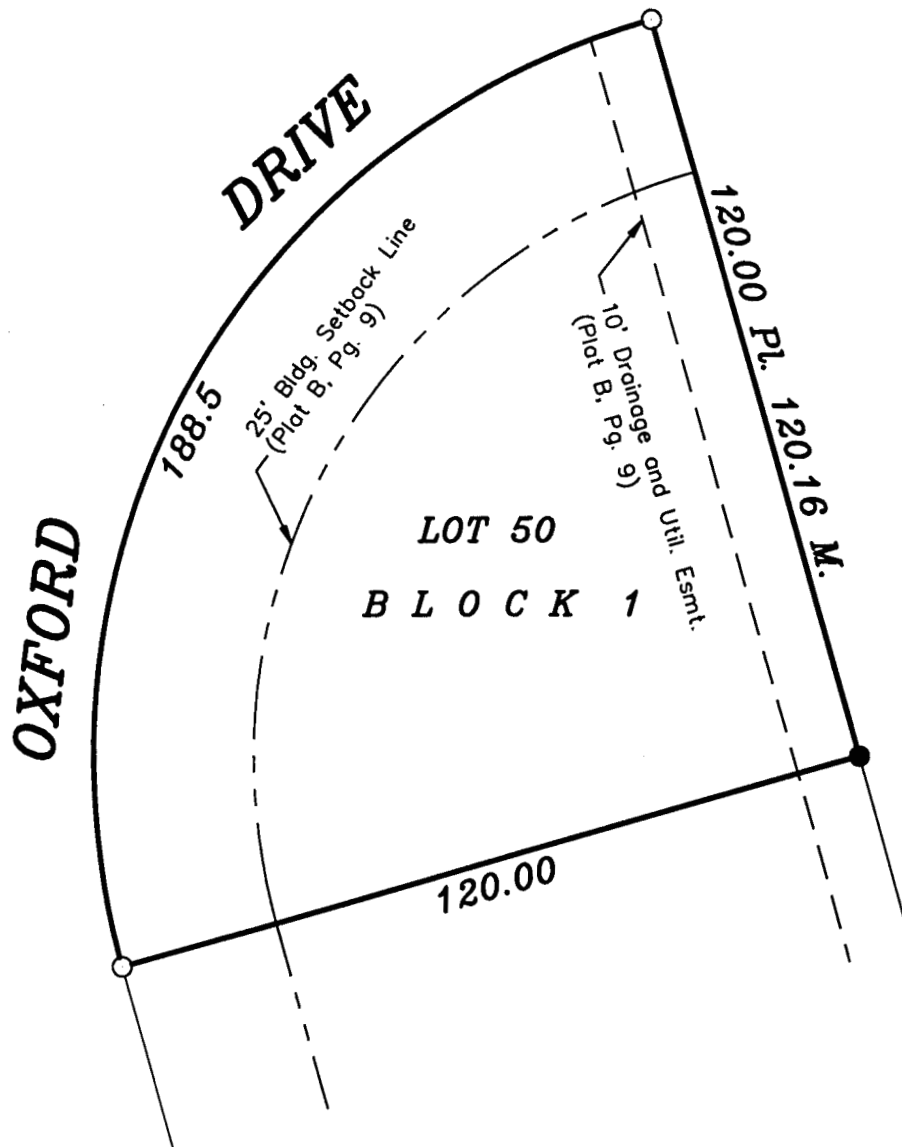 OXFORD DRIVE
188.5
25' Bldg. Setback Line
(Plat B, Pg. 9)
10' Drainage and Util. Esmt.
(Plat B, Pg. 9)
120.00 Pl. 120.16 M.
LOT 50
BLOCK 1
120.00